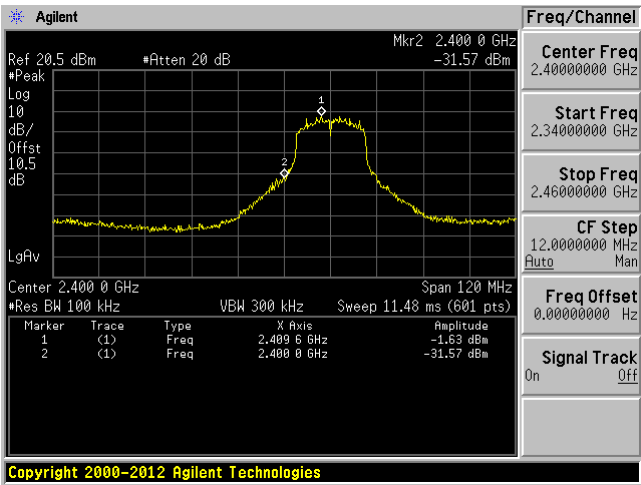 Agilent
Freq/Channel
Mkr2 2.400 0 GHz
Ref 20.5 dBm #Atten 20 dB -31.57 dBm
#Peak
Log
10
dB/
Offst
10.5
dB
LgAv
1
2
Center 2.400 0 GHz Span 120 MHz
#Res BW 100 kHz VBW 300 kHz Sweep 11.48 ms (601 pts)
Marker Trace Type X Axis Amplitude
1 (1) Freq 2.409 6 GHz -1.63 dBm
2 (1) Freq 2.400 0 GHz -31.57 dBm
Center Freq
2.40000000 GHz
Start Freq
2.34000000 GHz
Stop Freq
2.46000000 GHz
CF Step
12.0000000 MHz
Auto Man
Freq Offset
0.00000000 Hz
Signal Track
On Off
Copyright 2000-2012 Agilent Technologies